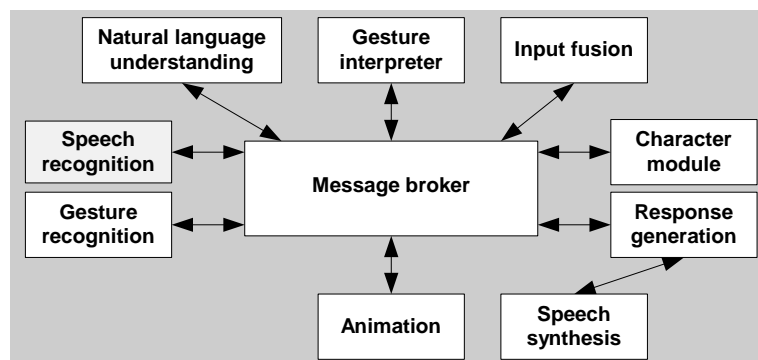 Natural language
understanding
Gesture
interpreter
Input fusion
Speech
recognition
Message broker
Character
module
Gesture
recognition
Response
generation
Animation
Speech
synthesis